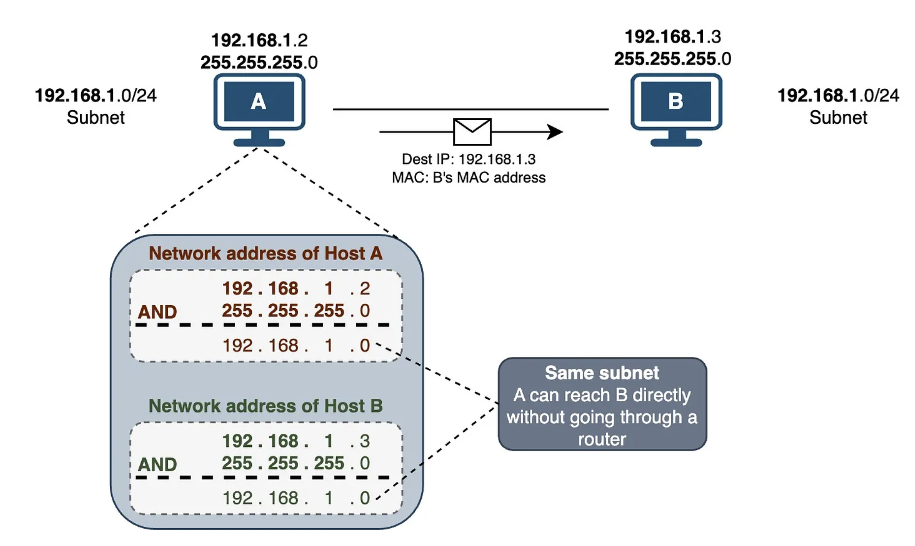 192.168.1.2
255.255.255.0
192.168.1.0/24
Subnet
A
192.168.1.3
255.255.255.0
B
192.168.1.0/24
Subnet
Dest IP: 192.168.1.3
MAC: B's MAC address
Network address of Host A
192 . 168 . 1 . 2
AND 255 . 255 . 255 . 0
192 . 168 . 1 . 0
Network address of Host B
192 . 168 . 1 . 3
AND 255 . 255 . 255 . 0
192 . 168 . 1 . 0
Same subnet
A can reach B directly
without going through a
router